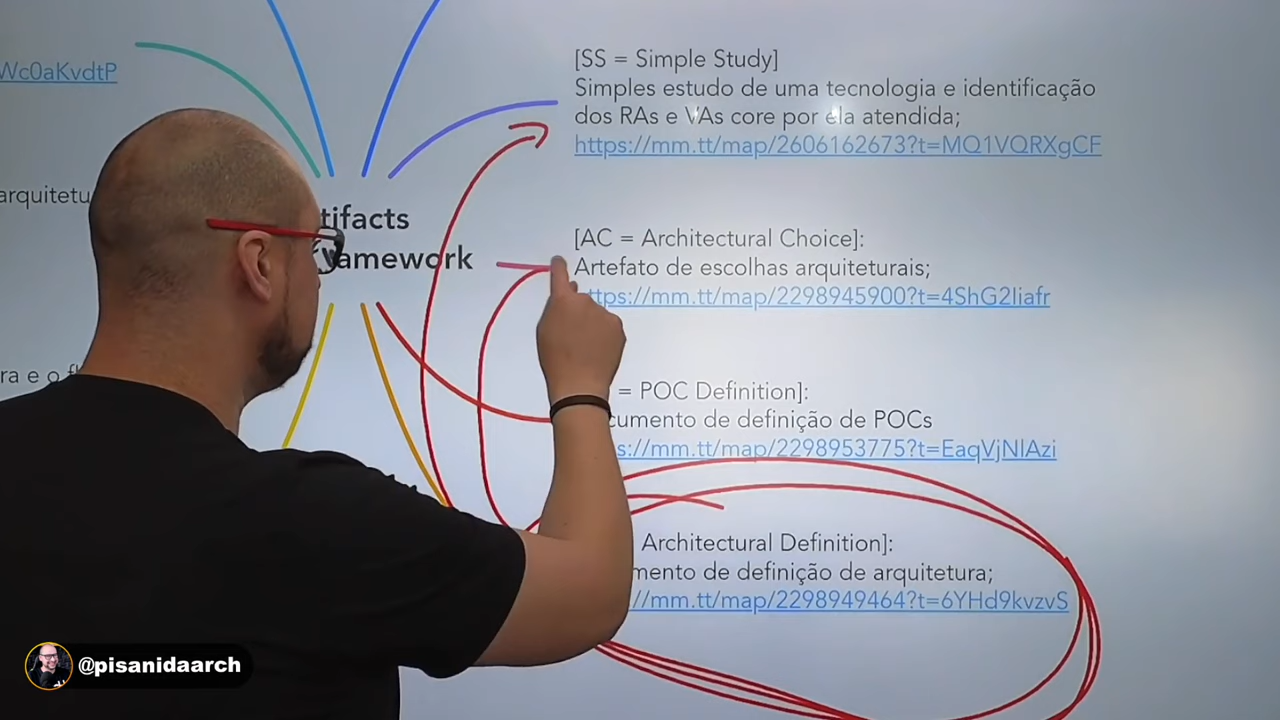 Wc0aKvdtP
[SS = Simple Study]
Simples estudo de uma tecnologia e identificação
dos RAs e VAs core por ela atendida;
https://mm.tt/map/2606162673?t=MQ1VQRXgCF
arquitetu
tifacts
ramework
[AC = Architectural Choice]:
Artefato de escolhas arquiteturais;
ttps://mm.tt/map/2298945900?t=4ShG2Iiafr
ra e o f
= POC Definition]:
cumento de definição de POCs
s://mm.tt/map/2298953775?t=EaqVjNlAzi
Architectural Definition]:
mento de definição de arquitetura;
//mm.tt/map/2298949464?t=6YHd9kvzvS
@pisanidaarch